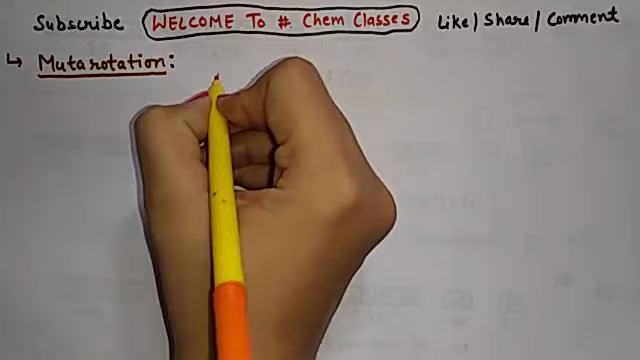 Subscribe WELCOME To #. Chem Classes Like/Share/Comment
↳ Mutarotation: